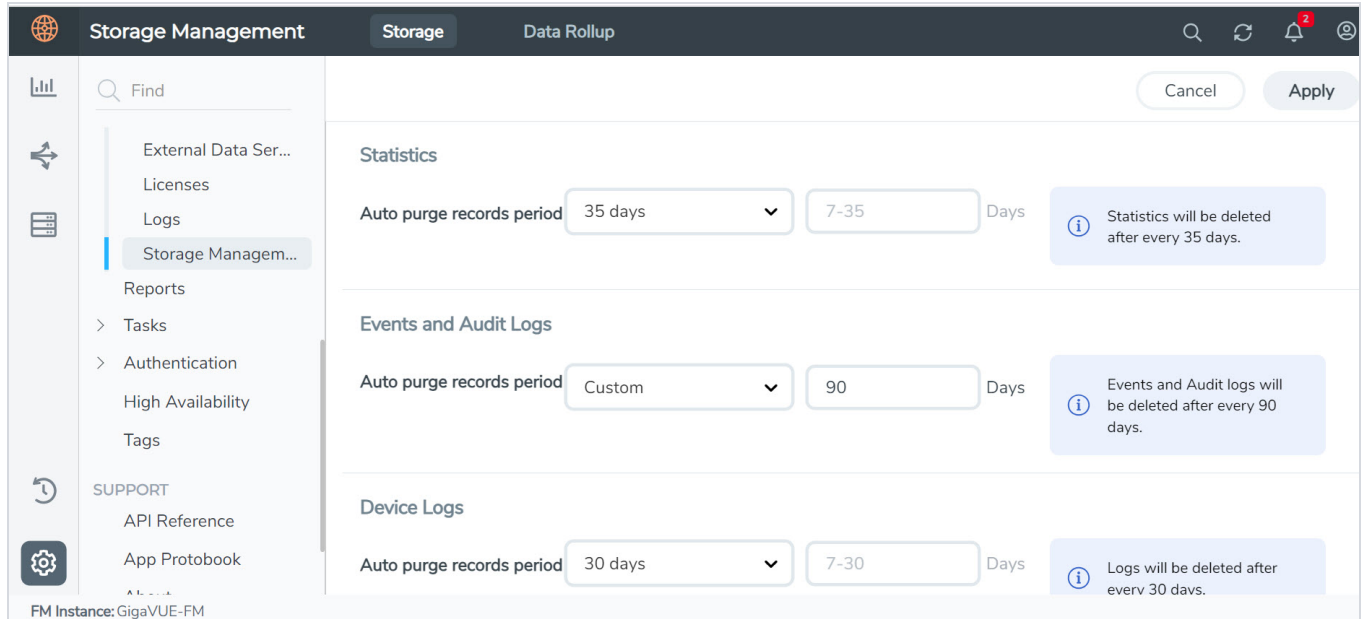 Storage Management
Storage
Data Rollup
2
Find
Cancel
Apply
External Data Ser...
Licenses
Logs
Storage Managem...
Reports
Tasks
Authentication
High Availability
Tags
SUPPORT
API Reference
App Protobook
Statistics
Auto purge records period
35 days
7-35
Days
Statistics will be deleted
after every 35 days.
Events and Audit Logs
Auto purge records period
Custom
90
Days
Events and Audit logs will
be deleted after every 90
days.
Device Logs
Auto purge records period
30 days
7-30
Days
Logs will be deleted after
every 30 days.
FM Instance: GigaVUE-FM